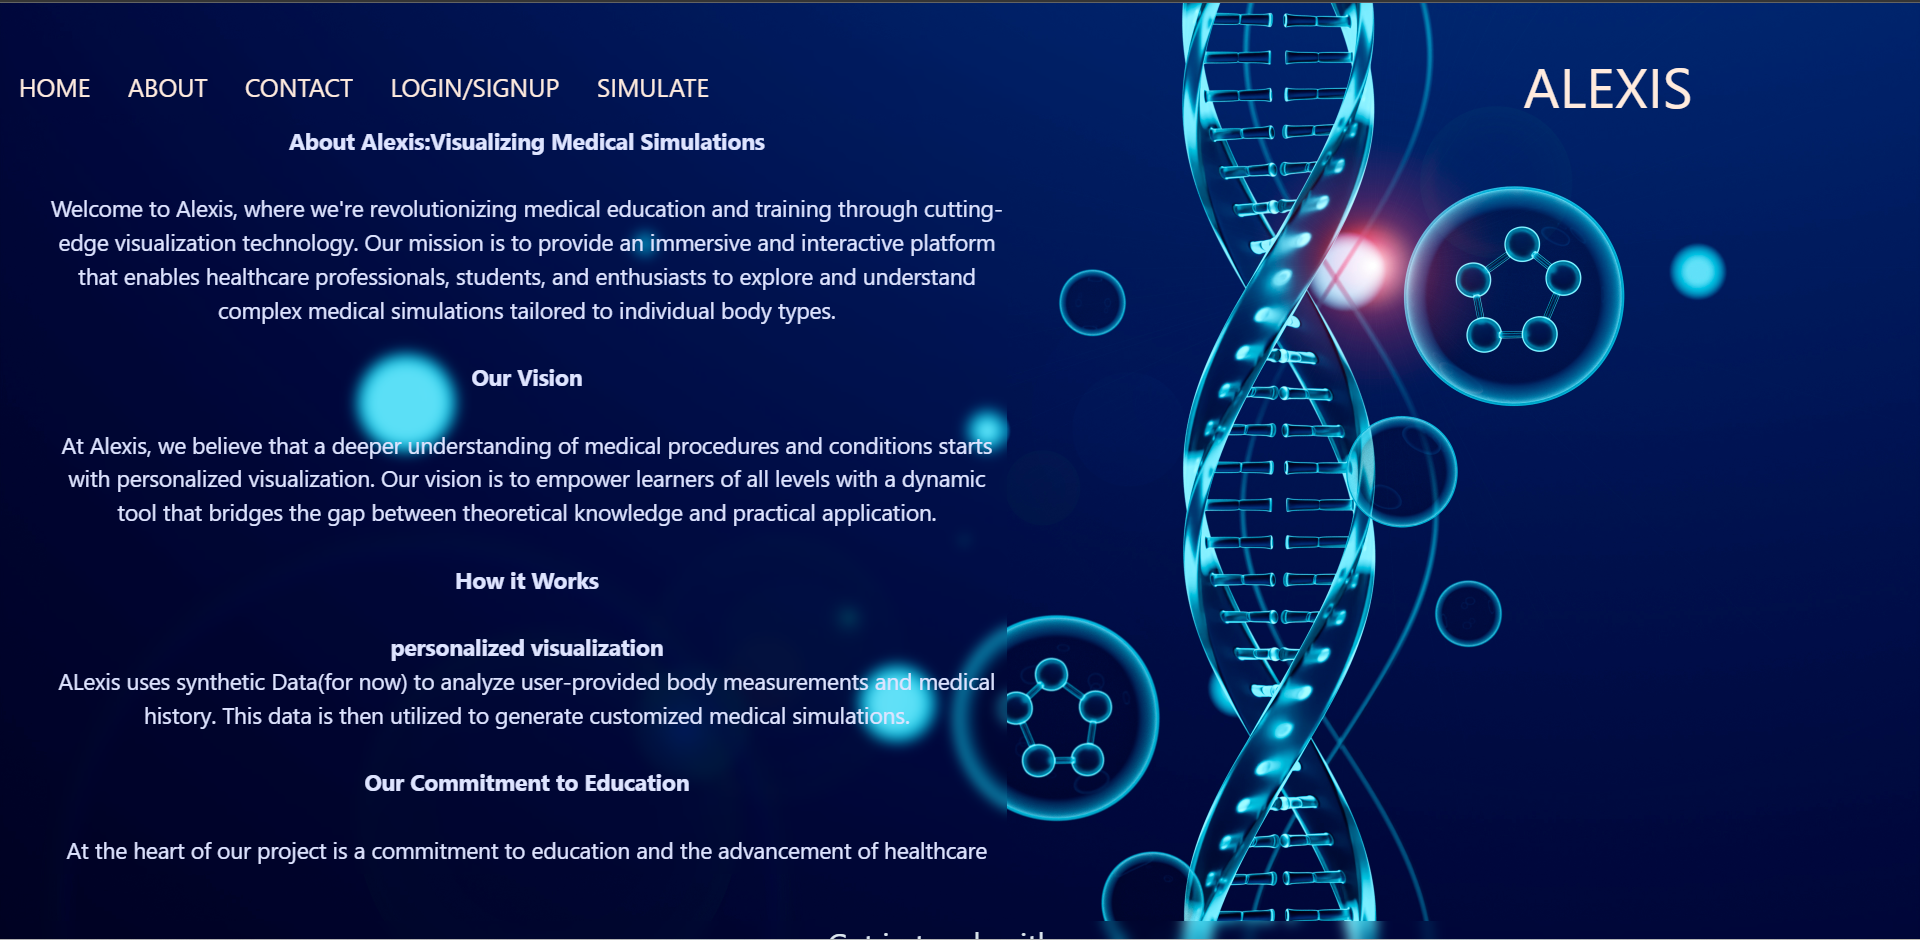 HOME ABOUT CONTACT LOGIN/SIGNUP SIMULATE
ALEXIS
About Alexis:Visualizing Medical Simulations
Welcome to Alexis, where we're revolutionizing medical education and training through cutting-
edge visualization technology. Our mission is to provide an immersive and interactive platform
that enables healthcare professionals, students, and enthusiasts to explore and understand
complex medical simulations tailored to individual body types.
Our Vision
At Alexis, we believe that a deeper understanding of medical procedures and conditions starts
with personalized visualization. Our vision is to empower learners of all levels with a dynamic
tool that bridges the gap between theoretical knowledge and practical application.
How it Works
personalized visualization
ALexis uses synthetic Data(for now) to analyze user-provided body measurements and medical
history. This data is then utilized to generate customized medical simulations.
Our Commitment to Education
At the heart of our project is a commitment to education and the advancement of healthcare